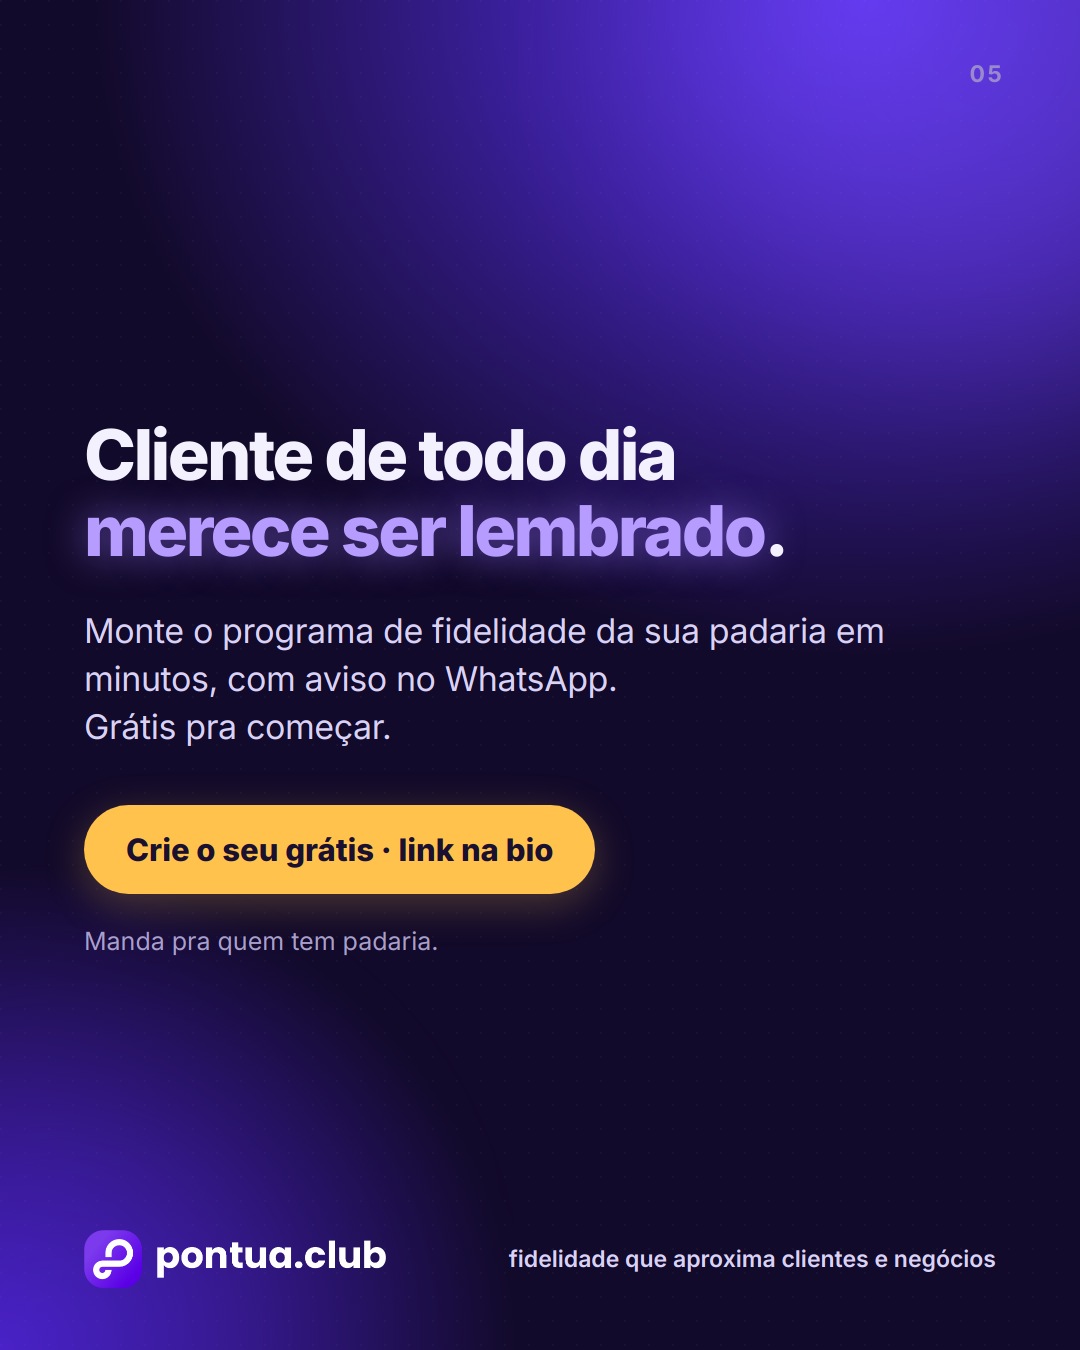 05
Cliente de todo dia
merece ser lembrado.
Monte o programa de fidelidade da sua padaria em
minutos, com aviso no WhatsApp.
Grátis pra começar.
Crie o seu grátis · link na bio
Manda pra quem tem padaria.
pontua.club
fidelidade que aproxima clientes e negócios